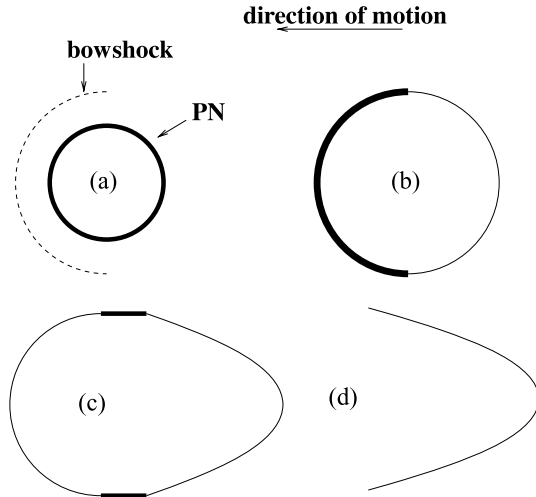 direction of motion
bowshock
PN
(a)
(b)
(c)
(d)